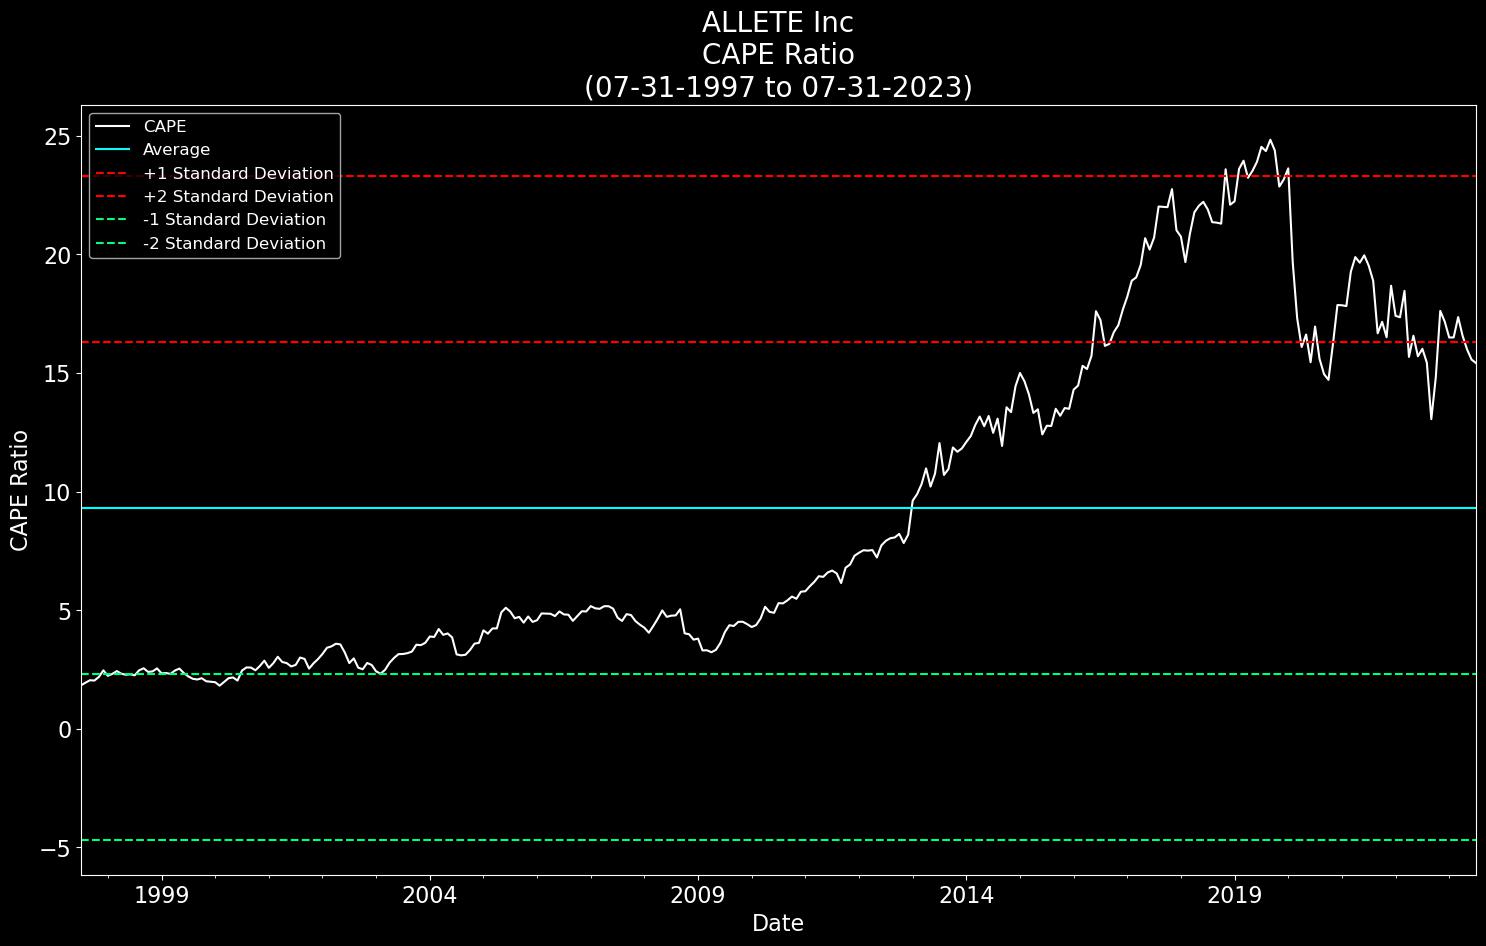 ALLETE Inc
CAPE Ratio
(07-31-1997 to 07-31-2023)
CAPE
Average
+1 Standard Deviation
+2 Standard Deviation
-1 Standard Deviation
-2 Standard Deviation
25
20
15
10
5
0
−5
CAPE Ratio
1999
2004
2009
2014
2019
Date